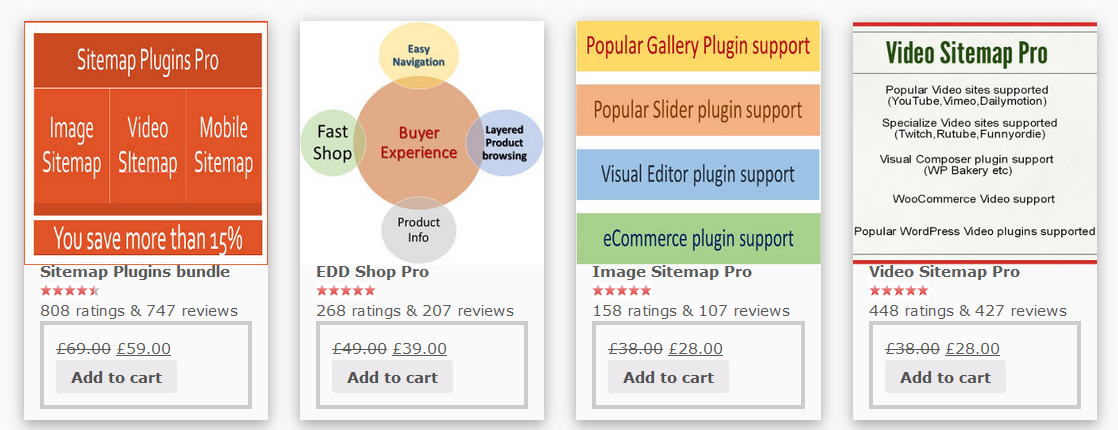 Sitemap Plugins Pro
Image
Sitemap
Video
SItemap
Mobile
Sitemap
You save more than 15%
Sitemap Plugins bundle
808 ratings & 747 reviews
£69.00 £59.00
Add to cart
Easy
Navigation
Fast
Shop
Buyer
Experience
Layered
Product
browsing
Product
Info
EDD Shop Pro
268 ratings & 207 reviews
£49.00 £39.00
Add to cart
Popular Gallery Plugin support
Popular Slider plugin support
Visual Editor plugin support
eCommerce plugin support
Image Sitemap Pro
158 ratings & 107 reviews
£38.00 £28.00
Add to cart
Video Sitemap Pro
Popular Video sites supported
(YouTube,Vimeo,Dailymotion)
Specialize Video sites supported
(Twitch,Rutube,Funnyordie)
Visual Composer plugin support
(WP Bakery etc)
WooCommerce Video support
Popular WordPress Video plugins supported
Video Sitemap Pro
448 ratings & 427 reviews
£38.00 £28.00
Add to cart